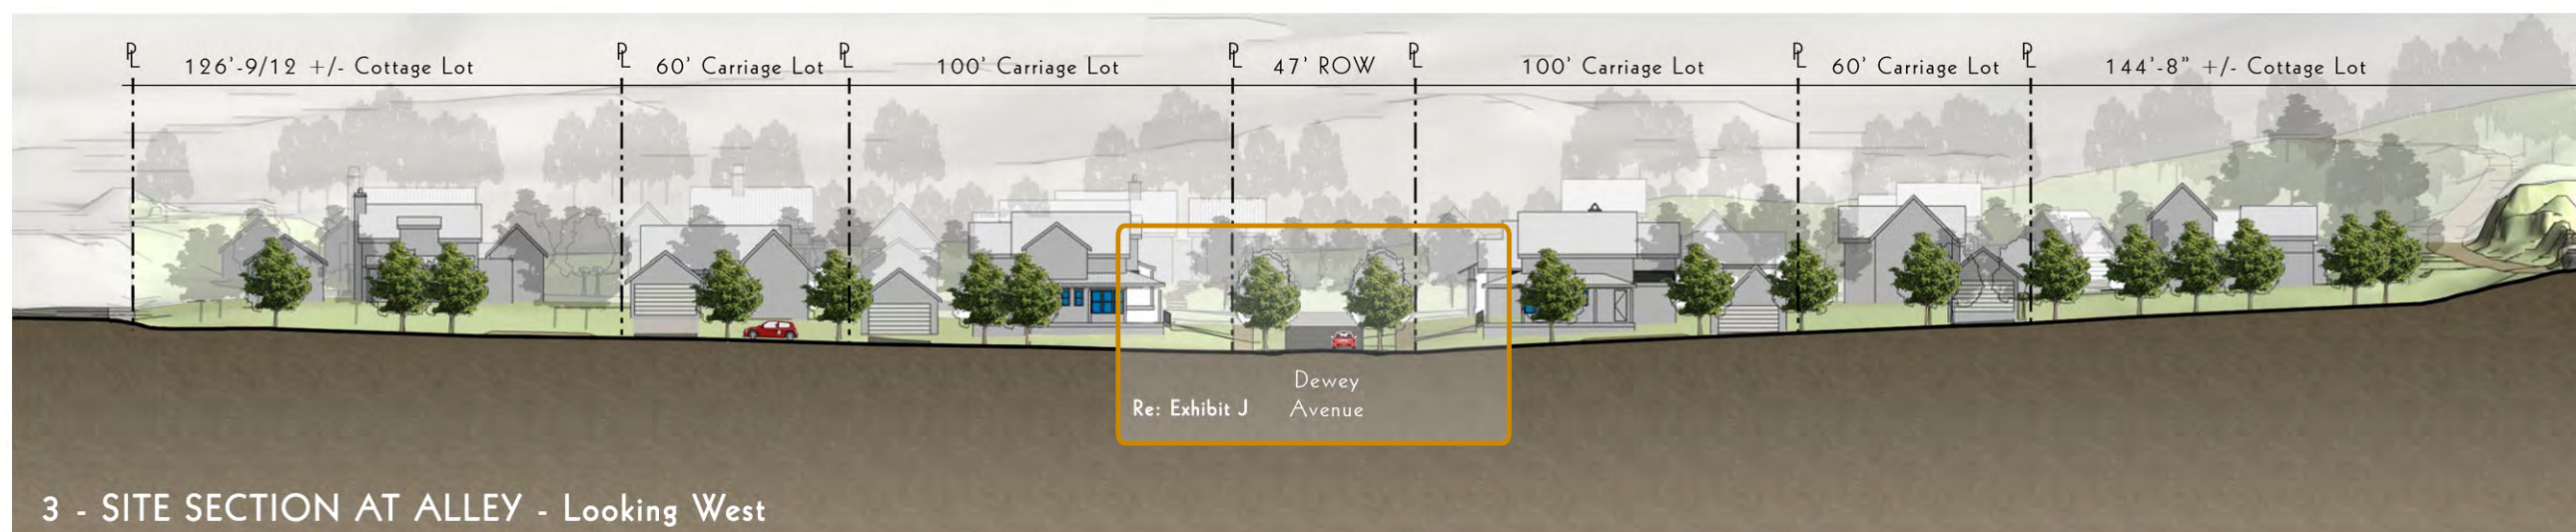 PL PL PL PL PL PL PL
126'-9/12 +/- Cottage Lot 60' Carriage Lot 100' Carriage Lot 47' ROW 100' Carriage Lot 60' Carriage Lot 144'-8" +/- Cottage Lot
Dewey
Re: Exhibit J Avenue
3 - SITE SECTION AT ALLEY - Looking West